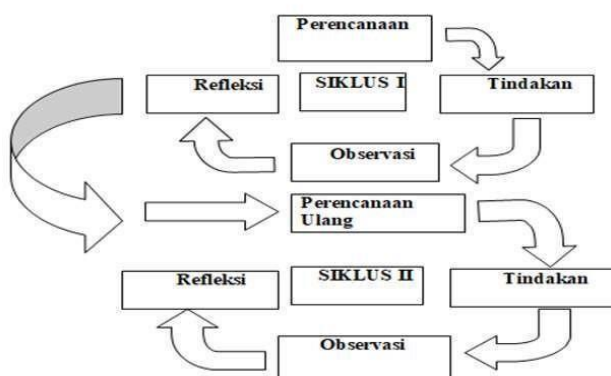 Perencanaan
Refleksi
SIKLUS I
Tindakan
Observasi
Perencanaan
Ulang
Refleksi
SIKLUS II
Tindakan
Observasi